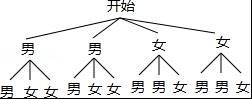 开始
男 男 女 女
男 女 女 男 女 女 男 男 女 男 男 女